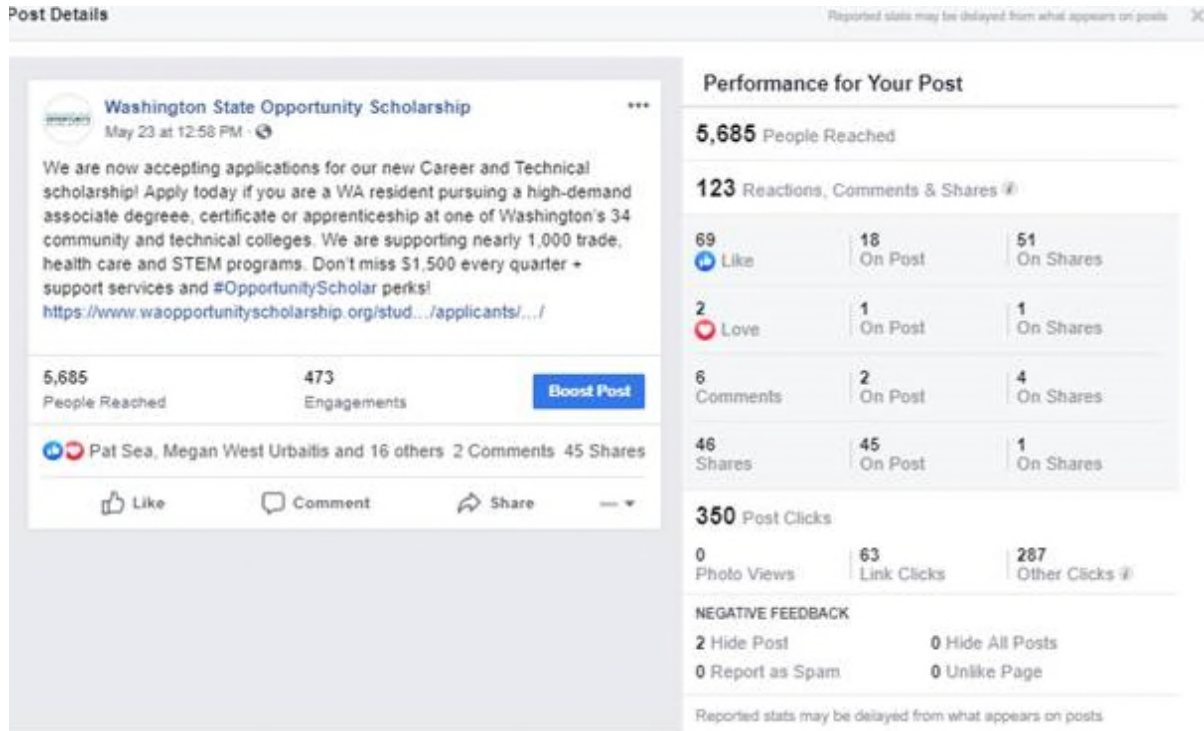 Post Details
Reported stats may be delayed from what appears on posts
Washington State Opportunity Scholarship
May 23 at 12:58 PM ·
We are now accepting applications for our new Career and Technical
scholarship! Apply today if you are a WA resident pursuing a high-demand
associate degreee, certificate or apprenticeship at one of Washington's 34
community and technical colleges. We are supporting nearly 1,000 trade,
health care and STEM programs. Don't miss $1,500 every quarter +
support services and #OpportunityScholar perks!
https://www.waopportunityscholarship.org/stud.../applicants/.../
5,685 473
People Reached Engagements Boost Post
Pat Sea, Megan West Urbaitis and 16 others 2 Comments 45 Shares
Like Comment Share
Performance for Your Post
5,685 People Reached
123 Reactions, Comments & Shares
69 18 51
Like On Post On Shares
2 1 1
Love On Post On Shares
6 2 4
Comments On Post On Shares
46 45 1
Shares On Post On Shares
350 Post Clicks
0 63 287
Photo Views Link Clicks Other Clicks
NEGATIVE FEEDBACK
2 Hide Post 0 Hide All Posts
0 Report as Spam 0 Unlike Page
Reported stats may be delayed from what appears on posts